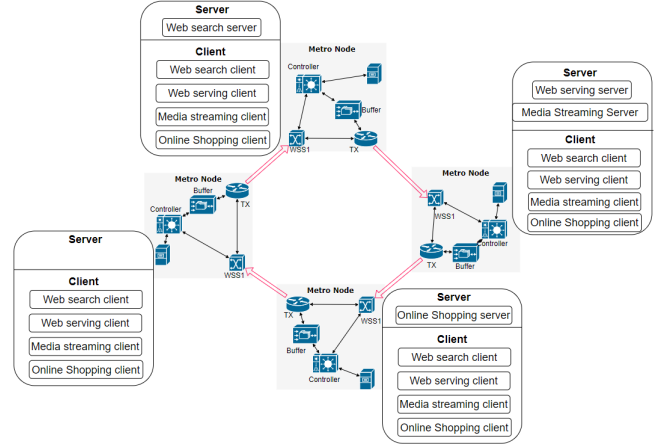 Server
Web search server
Client
Web search client
Web serving client
Media streaming client
Online Shopping client
Metro Node
Controller
Buffer
WSS1
TX
Server
Web serving server
Media Streaming Server
Client
Web search client
Web serving client
Media streaming client
Online Shopping client
Metro Node
Buffer
Controller
TX
WSS1
Metro Node
WSS1
Controller
TX
Buffer
Server
Client
Web search client
Web serving client
Media streaming client
Online Shopping client
Metro Node
TX
WSS1
Buffer
Controller
Server
Online Shopping server
Client
Web search client
Web serving client
Media streaming client
Online Shopping client